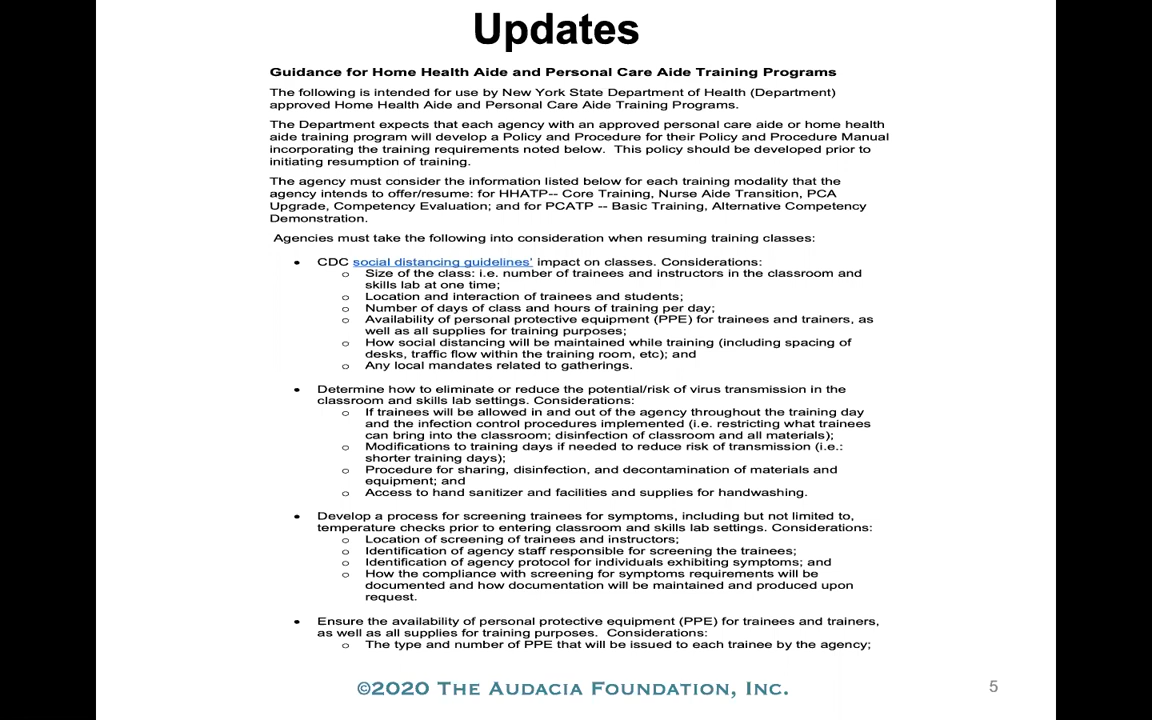 Updates
Guidance for Home Health Aide and Personal Care Aide Training Programs
The following is intended for use by New York State Department of Health (Department)
approved Home Health Aide and Personal Care Aide Training Programs.
The Department expects that each agency with an approved personal care aide or home health
aide training program will develop a Policy and Procedure for their Policy and Procedure Manual
incorporating the training requirements noted below.  This policy should be developed prior to
initiating resumption of training.
The agency must consider the information listed below for each training modality that the
agency intends to offer/resume: for HHATP-- Core Training, Nurse Aide Transition, PCA
Upgrade, Competency Evaluation; and for PCATP -- Basic Training, Alternative Competency
Demonstration.
Agencies must take the following into consideration when resuming training classes:
• CDC social distancing guidelines' impact on classes. Considerations:
o Size of the class: i.e. number of trainees and instructors in the classroom and
skills lab at one time;
o Location and interaction of trainees and students;
o Number of days of class and hours of training per day;
o Availability of personal protective equipment (PPE) for trainees and trainers, as
well as all supplies for training purposes;
o How social distancing will be maintained while training (including spacing of
desks, traffic flow within the training room, etc); and
o Any local mandates related to gatherings.
• Determine how to eliminate or reduce the potential/risk of virus transmission in the
classroom and skills lab settings. Considerations:
o If trainees will be allowed in and out of the agency throughout the training day
and the infection control procedures implemented (i.e. restricting what trainees
can bring into the classroom; disinfection of classroom and all materials);
o Modifications to training days if needed to reduce risk of transmission (i.e.:
shorter training days);
o Procedure for sharing, disinfection, and decontamination of materials and
equipment; and
o Access to hand sanitizer and facilities and supplies for handwashing.
• Develop a process for screening trainees for symptoms, including but not limited to,
temperature checks prior to entering classroom and skills lab settings. Considerations:
o Location of screening of trainees and instructors;
o Identification of agency staff responsible for screening the trainees;
o Identification of agency protocol for individuals exhibiting symptoms; and
o How the compliance with screening for symptoms requirements will be
documented and how documentation will be maintained and produced upon
request.
• Ensure the availability of personal protective equipment (PPE) for trainees and trainers,
as well as all supplies for training purposes.  Considerations:
o The type and number of PPE that will be issued to each trainee by the agency;
©2020 The Audacia Foundation, Inc.
5